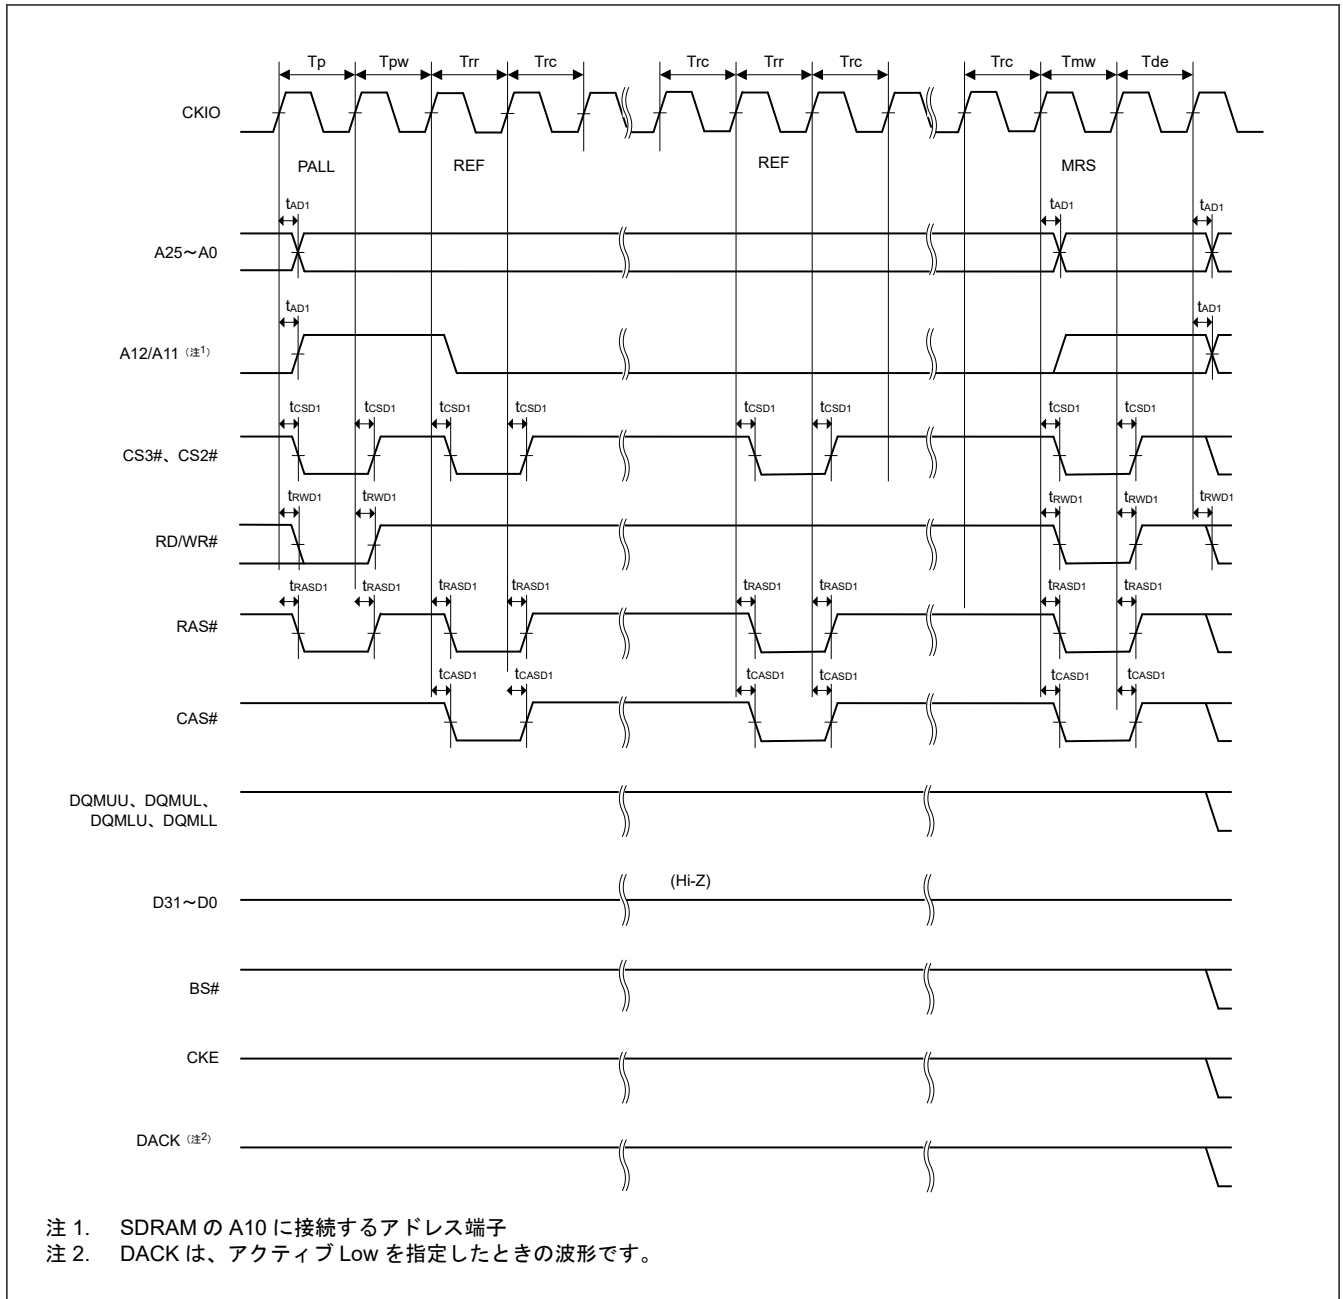 Tp Tpw Trr Trc Trc Trr Trc Trc Tmw Tde
CKIO
PALL REF REF MRS
tAD1 tAD1 tAD1
A25～A0
tAD1 tAD1
A12/A11（注1）
tCSD1 tCSD1 tCSD1 tCSD1 tCSD1 tCSD1 tCSD1 tCSD1
CS3#、CS2#
tRWD1 tRWD1 tRWD1 tRWD1 tRWD1
RD/WR#
tRASD1 tRASD1 tRASD1 tRASD1 tRASD1 tRASD1 tRASD1 tRASD1
RAS#
tCASD1 tCASD1 tCASD1 tCASD1 tCASD1 tCASD1
CAS#
DQMUU、DQMUL、
DQMLU、DQMLL
(Hi-Z)
D31～D0
BS#
CKE
DACK（注2）
注 1. SDRAM の A10 に接続するアドレス端子
注 2. DACK は、アクティブ Low を指定したときの波形です。